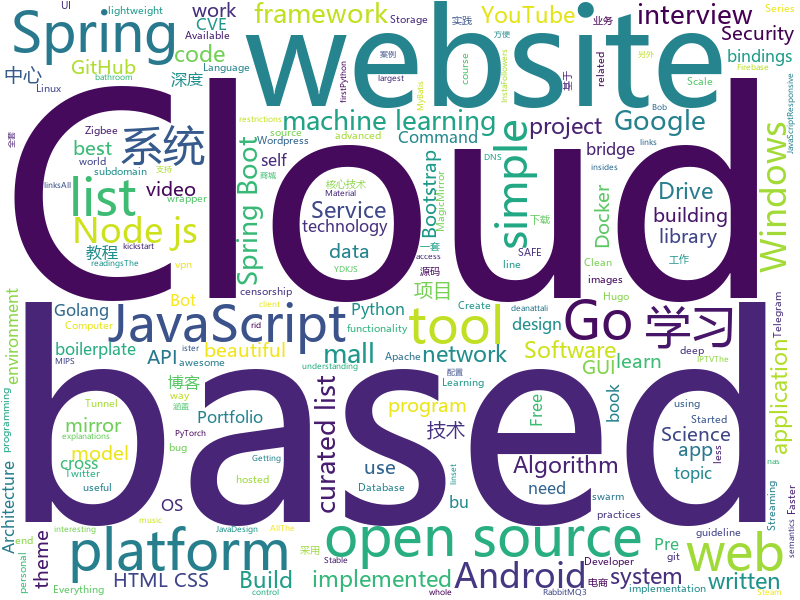 lightweight
UI
Spring
CVE
work
code
framework
YouTube
Storage
Available
实践
案例
业务
方便
Series
interview
Security
中心
GitHub
深度
Linux
Language
firstPython
largest
MyBatis
InstaFollowers
基于
related
course
另外
Scale
Firebase
bindings
website
Cloud
全套
bathroom
Zigbee
best
world
subdomain
系统
linksAll
list
video
wrapper
kickstart
Node js
readingsThe
教程
vpn
environment
Bot
censorship
restrictions
source
advanced
Wordpress
machine learning
Command
self
Spring Boot
核心技术
Material
商城
支持
Service
technology
data
client
Bootstrap
MagicMirror
下载
一套
access
YDKJS
源码
line
simple
DNS
project
Google
bridge
Docker
SAFE
Clean
images
Drive
building
library
insides
Bob
links
工作
Hugo
Windows
JavaScriptResponsive
JavaScript
tool
Go
学习
项目
Golang
Computer
boilerplate
API
functionality
Python
Create
network
mall
design
deanattali
Telegram
programming
MIPS
ister
rid
Apache
IPTVThe
deep
beautiful
awesome
understanding
Learning
配置
Software
GUI
learn
application
based
博客
mirror
Tunnel
way
涵盖
cross
model
explanations
Twitter
Portfolio
PyTorch
bug
useful
hosted
OS
Database
curated list
program
技术
use
Getting
linset
bu
Algorithm
need
swarm
practices
Free
book
Science
app
topic
using
Started
less
nas
Architecture
Streaming
Faster
semantics
theme
end
personal
Pre
git
guideline
interesting
music
platform
open source
web
Everything
control
HTML CSS
Build
AllThe
JavaDesign
implemented
Stable
whole
采用
Android
RabbitMQ3
电商
Developer
system
implementation
written
Steam